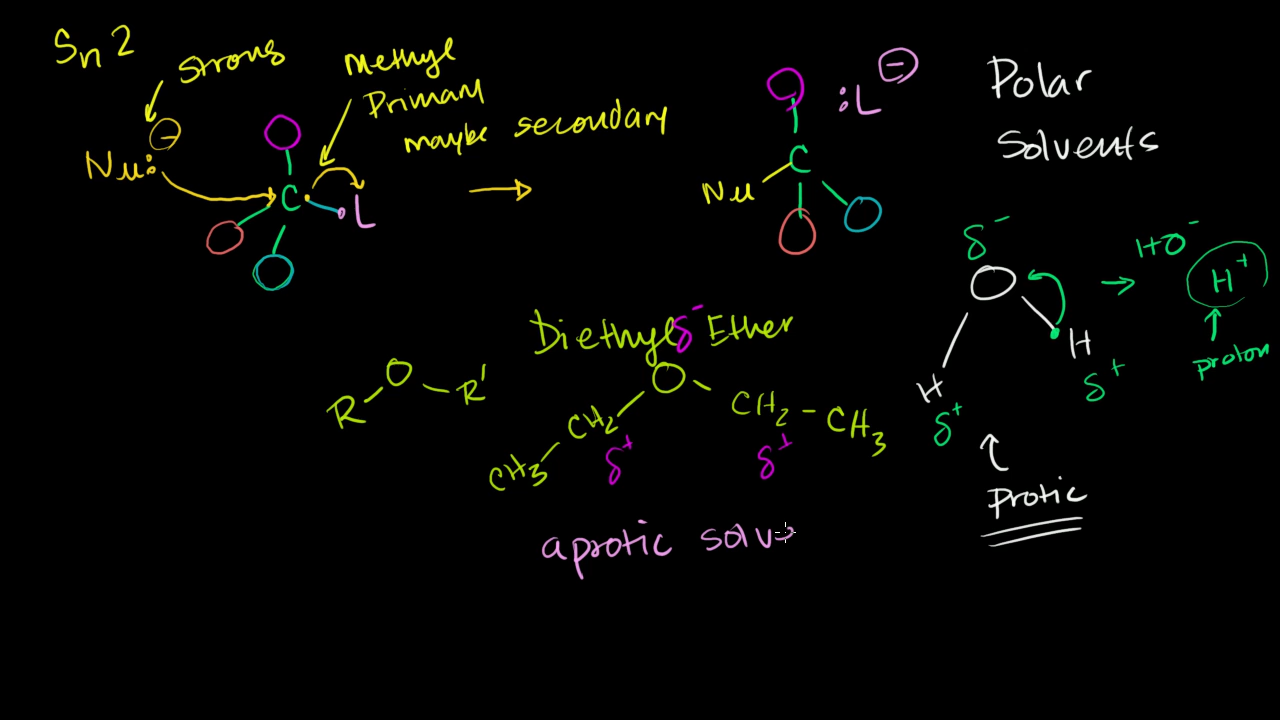 Sn2
strong
Methyl
Primary
maybe secondary
Nu:
−
C
L
Nu
C
:L
−
Polar
Solvents
δ−
O
H
δ+
H
δ+
HO−
H+
proton
Protic
Diethyl Ether
R O R'
δ−
CH3 CH2 O CH2 – CH3
δ+
δ+
aprotic solv